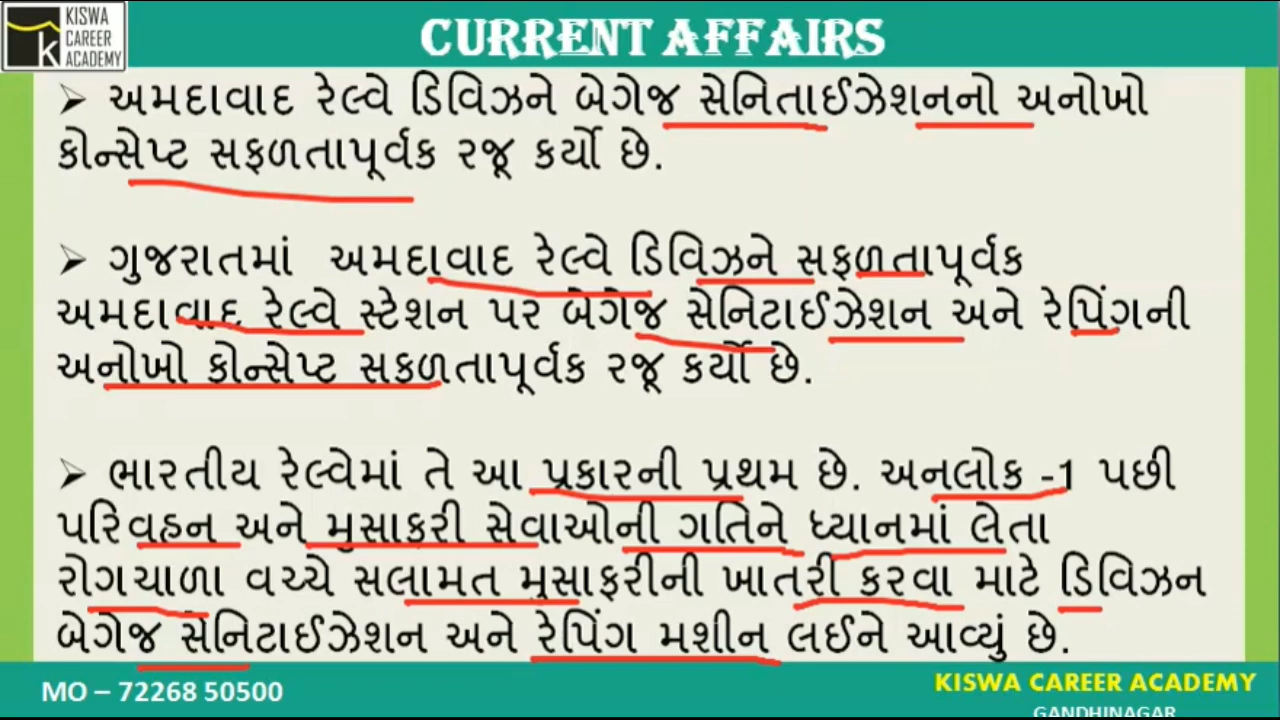 KISWA
CAREER
ACADEMY
K
CURRENT AFFAIRS
➢ અમદાવાદ રેલ્વે ડિવિઝને બેગેજ સેનિતાઈઝેશનનો અનોખો
કોન્સેપ્ટ સફળતાપૂર્વક રજૂ કર્યો છે.
➢ ગુજરાતમાં અમદાવાદ રેલ્વે ડિવિઝને સફળતાપૂર્વક
અમદાવાદ રેલ્વે સ્ટેશન પર બેગેજ સેનિટાઈઝેશન અને રેપિંગની
અનોખો કોન્સેપ્ટ સફળતાપૂર્વક રજૂ કર્યો છે.
➢ ભારતીય રેલ્વેમાં તે આ પ્રકારની પ્રથમ છે. અનલોક -1 પછી
પરિવહન અને મુસાફરી સેવાઓની ગતિને ધ્યાનમાં લેતા
રોગચાળા વચ્ચે સલામત મુસાફરીની ખાતરી કરવા માટે ડિવિઝન
બેગેજ સેનિટાઈઝેશન અને રેપિંગ મશીન લઈને આવ્યું છે.
MO – 72268 50500
KISWA CAREER ACADEMY
GANDHINAGAR